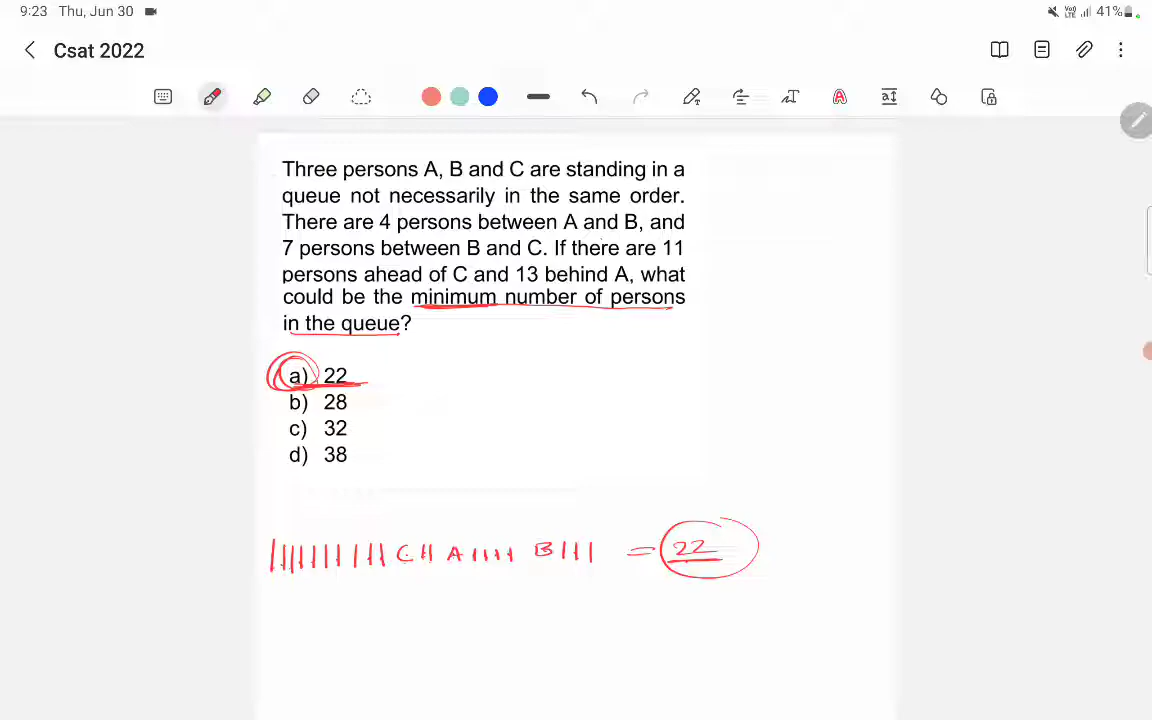 9:23 Thu, Jun 30 41%
Csat 2022
Three persons A, B and C are standing in a
queue not necessarily in the same order.
There are 4 persons between A and B, and
7 persons between B and C. If there are 11
persons ahead of C and 13 behind A, what
could be the minimum number of persons
in the queue?
a) 22
b) 28
c) 32
d) 38
||||||||||| C|| A|||| B||| = 22